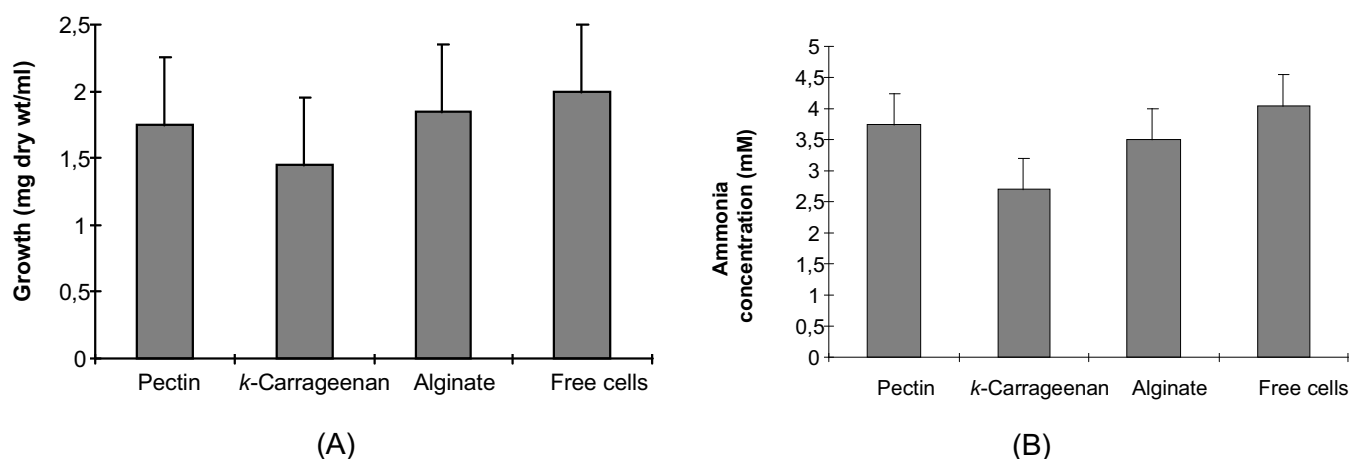 Growth (mg dry wt/ml)
2,5
2
1,5
1
0,5
0
Pectin k-Carrageenan Alginate Free cells
(A)
Ammonia
concentration (mM)
5
4,5
4
3,5
3
2,5
2
1,5
1
0,5
0
Pectin k-Carrageenan Alginate Free cells
(B)